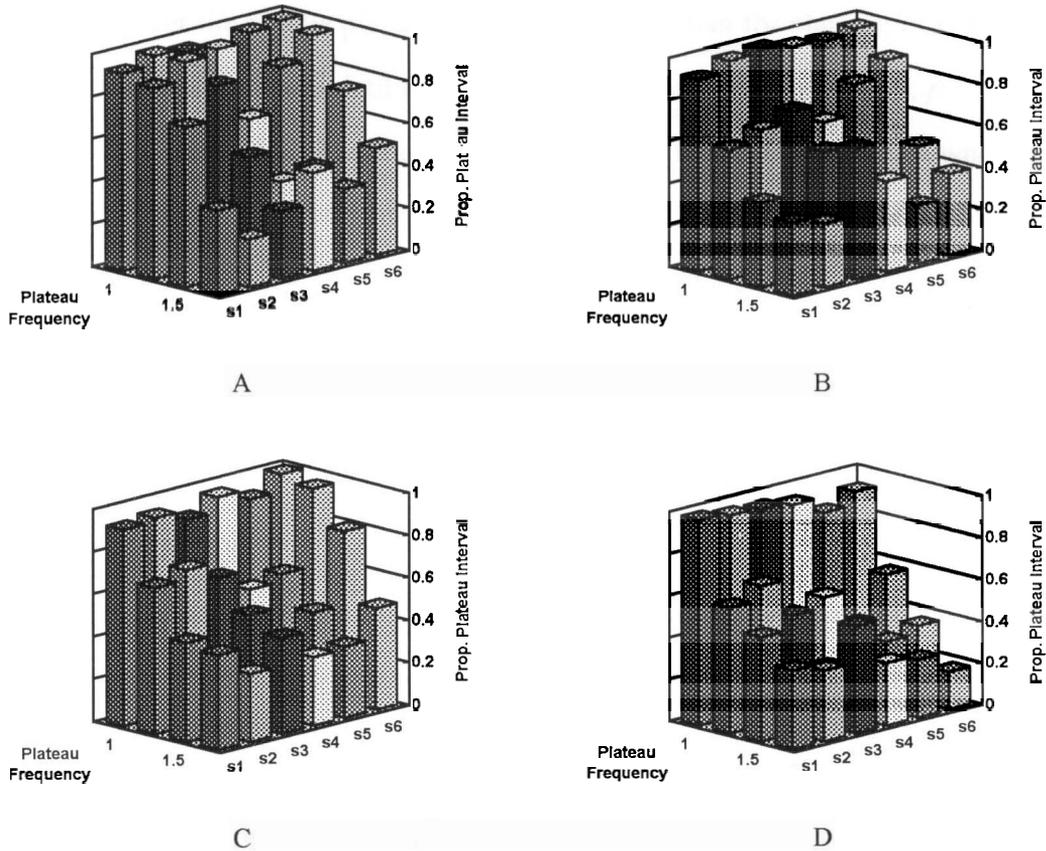 1
0.8
0.6
0.4
0.2
0
Prop. Plat au Interval
Plateau
Frequency
1
1.5
s1
s2
s3
s4
s5
s6
A
1
0.8
0.6
0.4
0.2
0
Prop. Plateau Interval
Plateau
Frequency
1
1.5
s1
s2
s3
s4
s5
s6
B
1
0.8
0.6
0.4
0.2
0
Prop. Plateau Interval
Plateau
Frequency
1
1.5
s1
s2
s3
s4
s5
s6
C
1
0.8
0.6
0.4
0.2
0
Prop. Plateau Interval
Plateau
Frequency
1
1.5
s1
s2
s3
s4
s5
s6
D